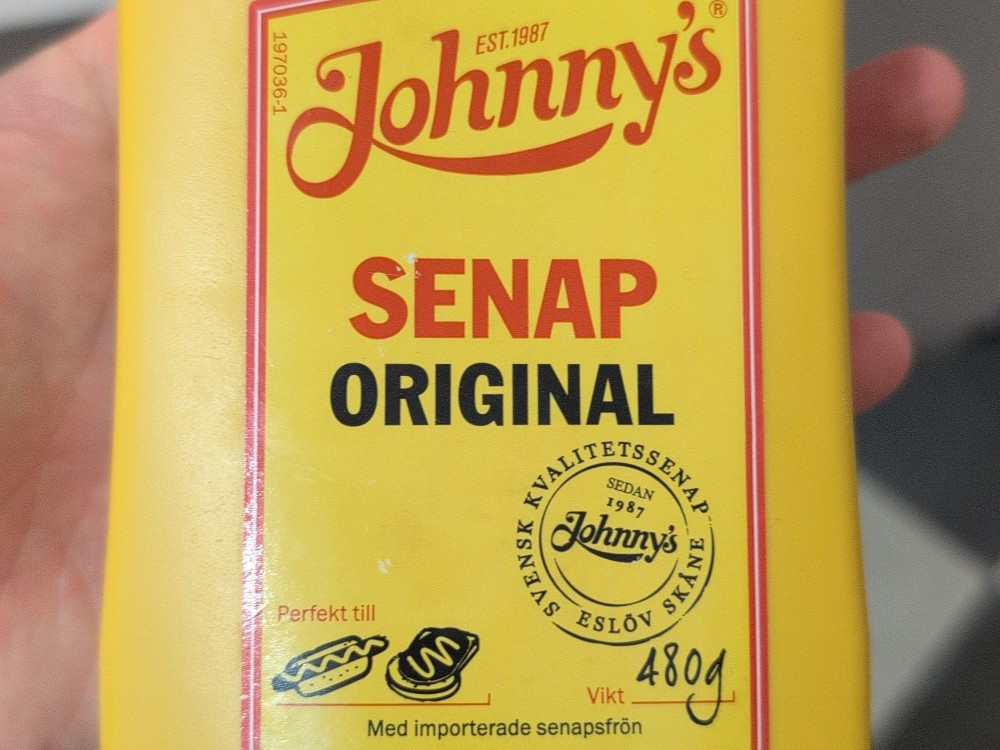 197036-1
EST.1987
Johnny's®
SENAP
ORIGINAL
SVENSK KVALITETSSENAP
SEDAN
1987
Johnny's
ESLÖV SKÅNE
Perfekt till
Vikt 480g
Med importerade senapsfrön